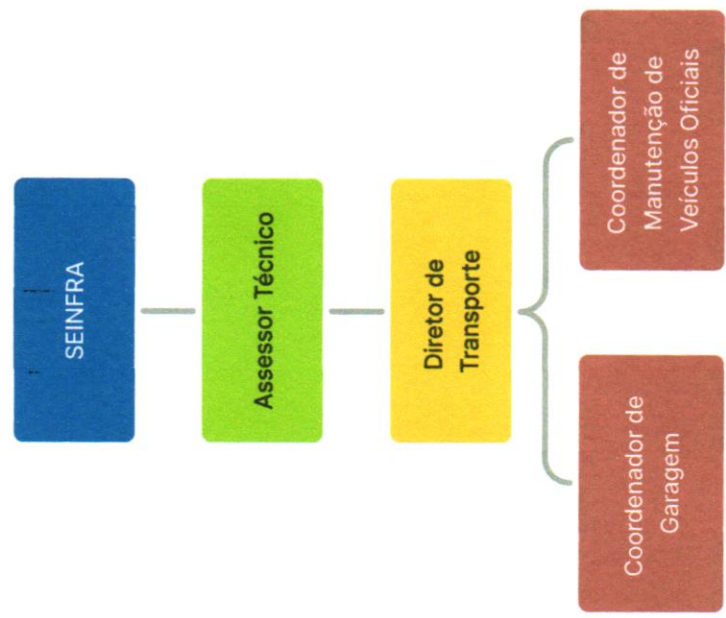 SEINFRA
Assessor Técnico
Diretor de
Transporte
Coordenador de
Garagem
Coordenador de
Manutenção de
Veículos Oficiais